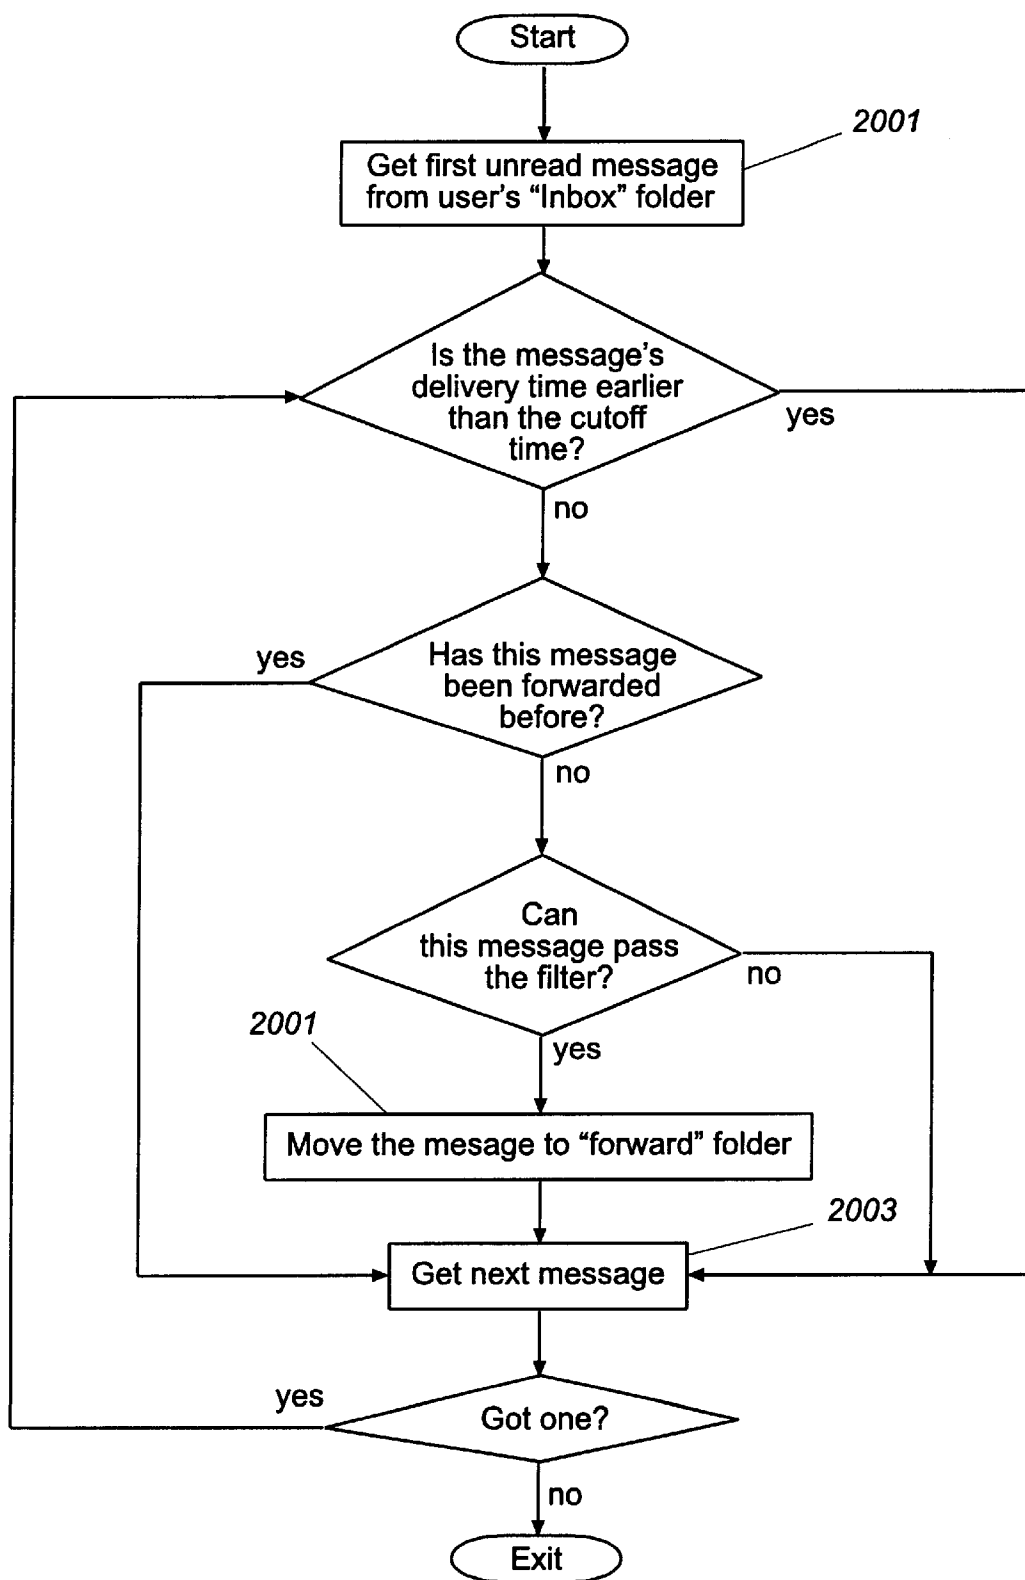 Start
2001
Get first unread message
from user's “Inbox” folder
Is the message's
delivery time earlier
than the cutoff
time?
yes
no
Has this message
been forwarded
before?
yes
no
Can
this message pass
the filter?
no
yes
2001
Move the mesage to “forward” folder
2003
Get next message
Got one?
yes
no
Exit